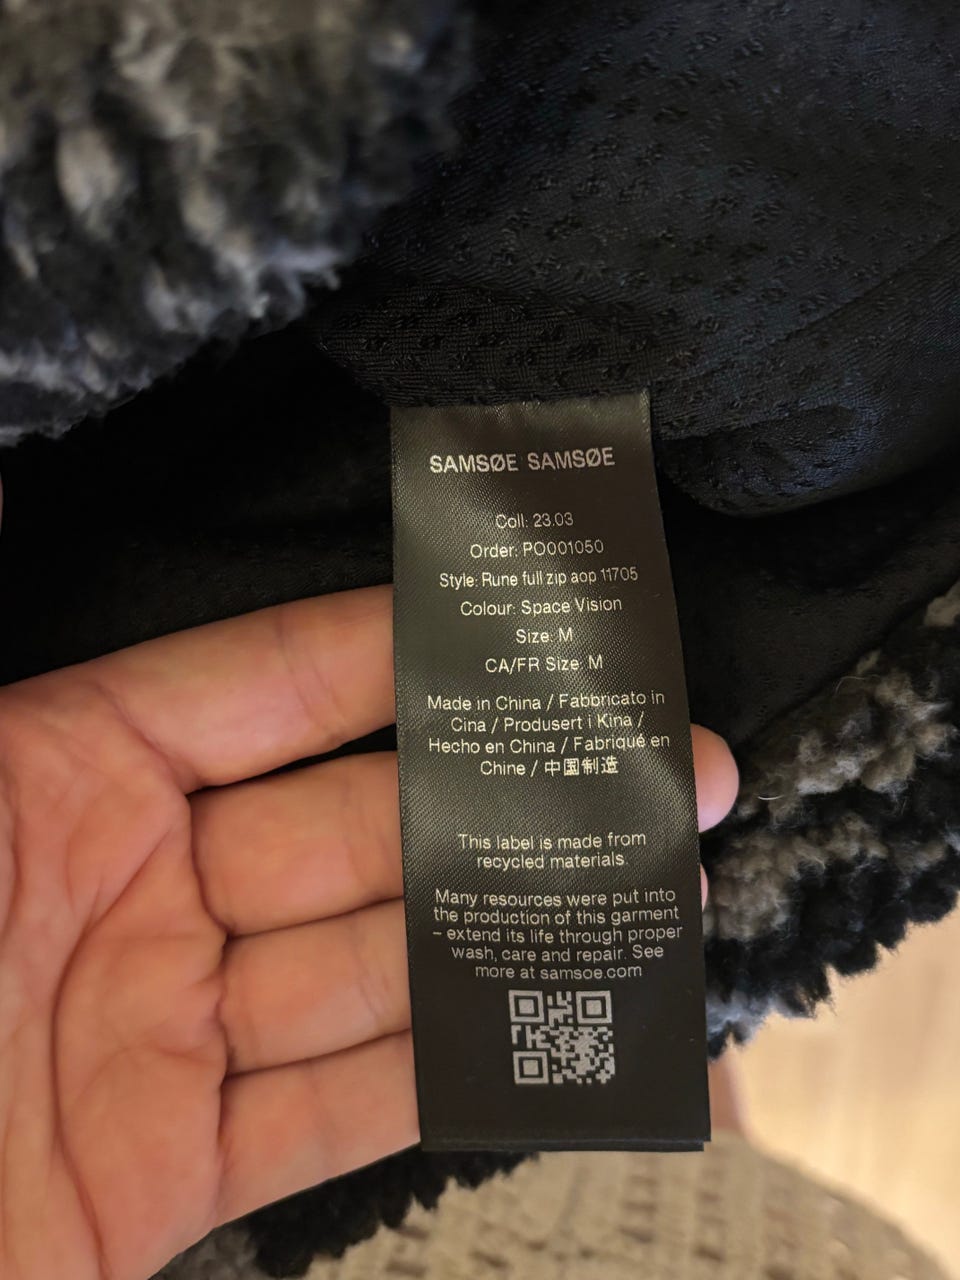 SAMSØE SAMSØE
Coll: 23.03
Order: PO001050
Style: Rune full zip aop 11705
Colour: Space Vision
Size: M
CA/FR Size: M
Made in China / Fabbricato in
Cina / Produsert i Kina /
Hecho en China / Fabriqué en
Chine / 中国制造
This label is made from
recycled materials.
Many resources were put into
the production of this garment
– extend its life through proper
wash, care and repair. See
more at samsoe.com